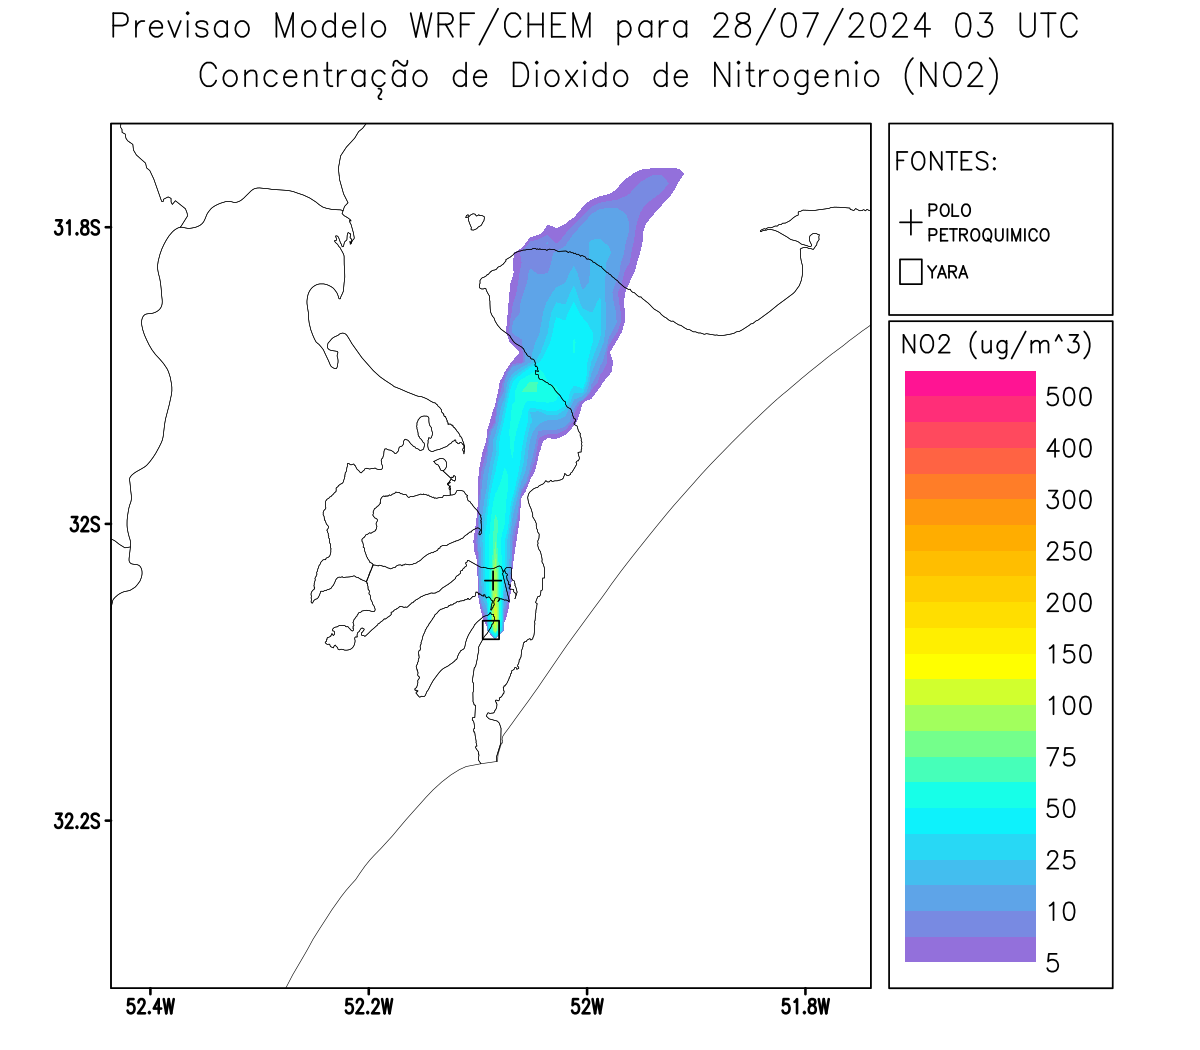 Previsao Modelo WRF/CHEM para 28/07/2024 03 UTC
Concentração de Dioxido de Nitrogenio (NO2)
FONTES:
POLO
PETROQUIMICO
YARA
NO2 (ug/m^3)
500
400
300
250
200
150
100
75
50
25
10
5
31.8S
32S
32.2S
52.4W
52.2W
52W
51.8W